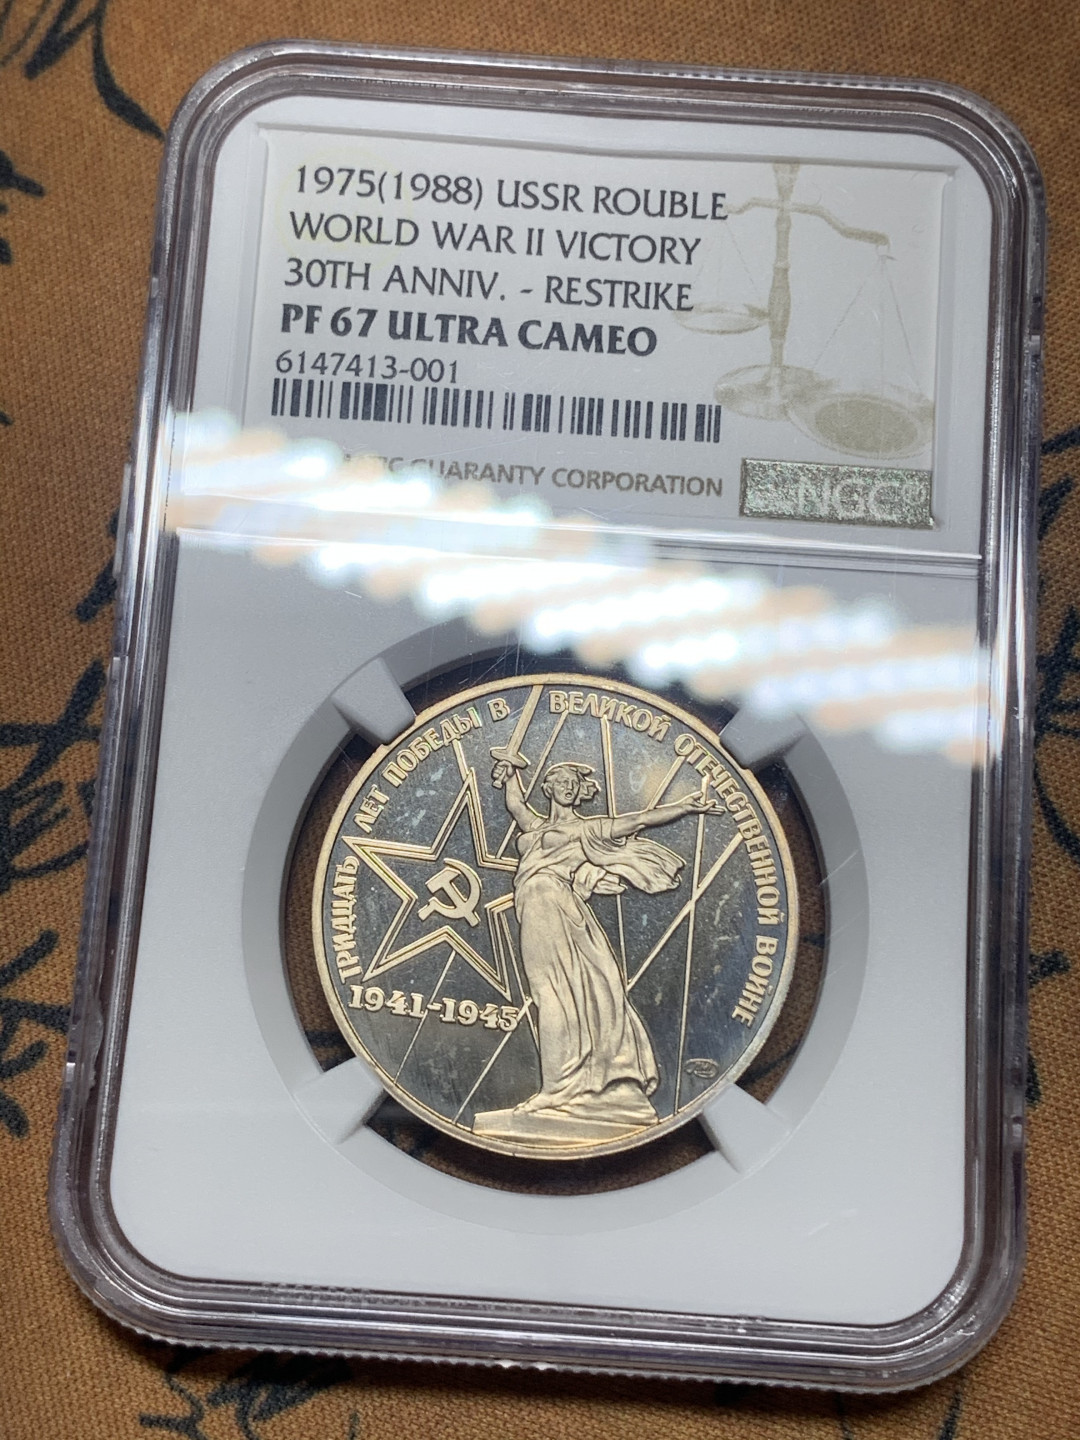 1975(1988) USSR ROUBLE
WORLD WAR II VICTORY
30TH ANNIV. - RESTRIKE
PF 67 ULTRA CAMEO
6147413-001
GUARANTY CORPORATION
NGC
ТРИДЦАТЬ ЛЕТ ПОБЕДЫ В ВЕЛИКОЙ ОТЕЧЕСТВЕННОЙ ВОЙНЕ
1941-1945